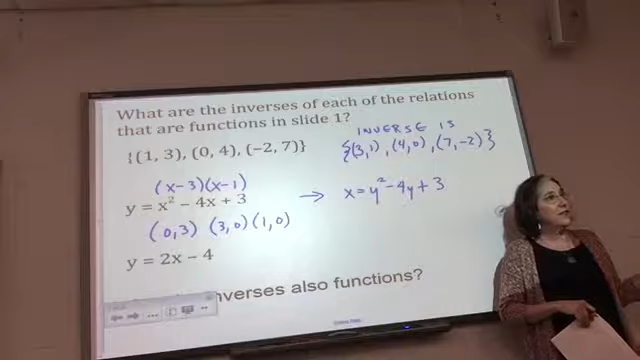 What are the inverses of each of the relations
that are functions in slide 1?
INVERSE IS
{(1, 3), (0, 4), (−2, 7)}
{(3,1), (4,0), (7,-2)}
(x-3)(x-1)
y = x² − 4x + 3
→ x=y²-4y+3
(0,3) (3,0) (1,0)
y = 2x − 4
nverses also functions?